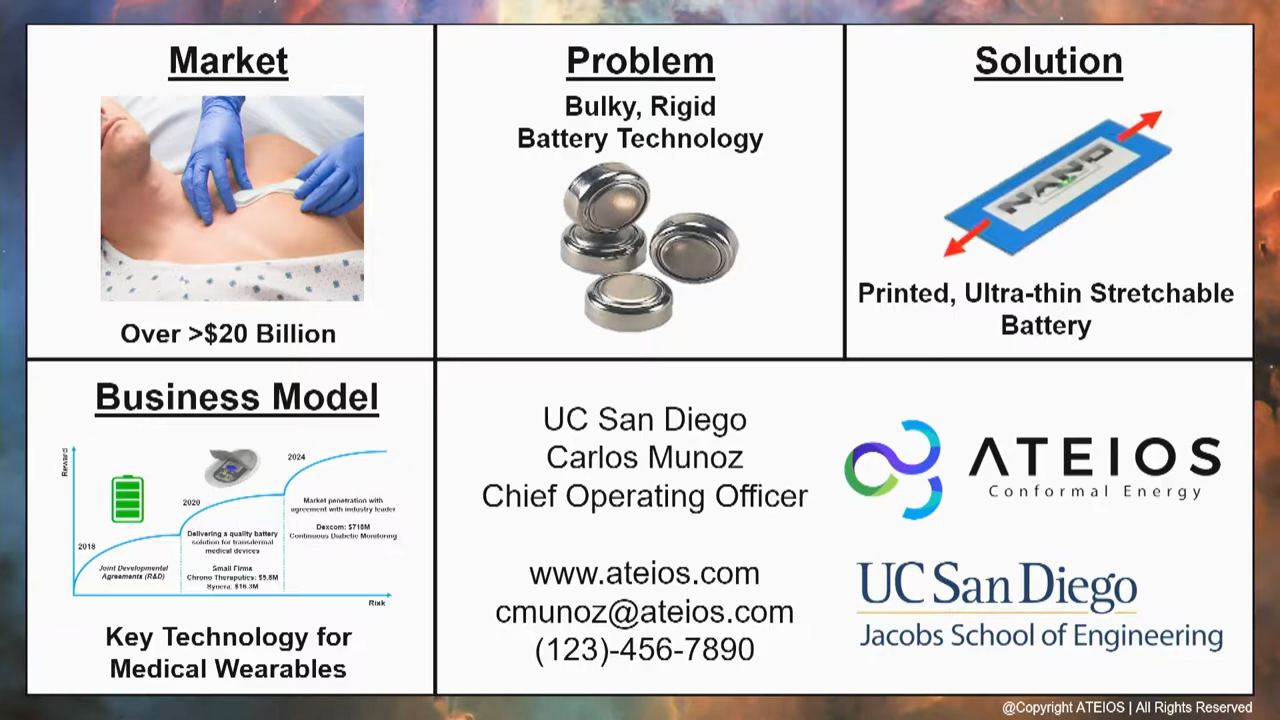 Market
Over >$20 Billion
Problem
Bulky, Rigid
Battery Technology
Solution
NANO
Printed, Ultra-thin Stretchable
Battery
Business Model
Reward
2018
Joint Developmental
Agreements (R&D)
2020
Delivering a quality battery
solution for transdermal
medical devices
Small Firms
Chrono Theraputics: $5.8M
2024
Market penetration with
agreement with industry leader
Dexcom: $718M
Continuous Diabetic Monitoring
Risk
Key Technology for
Medical Wearables
UC San Diego
Carlos Munoz
Chief Operating Officer
www.ateios.com
cmunoz@ateios.com
(123)-456-7890
ATEIOS
Conformal Energy
UC San Diego
Jacobs School of Engineering
@Copyright ATEIOS | All Rights Reserved